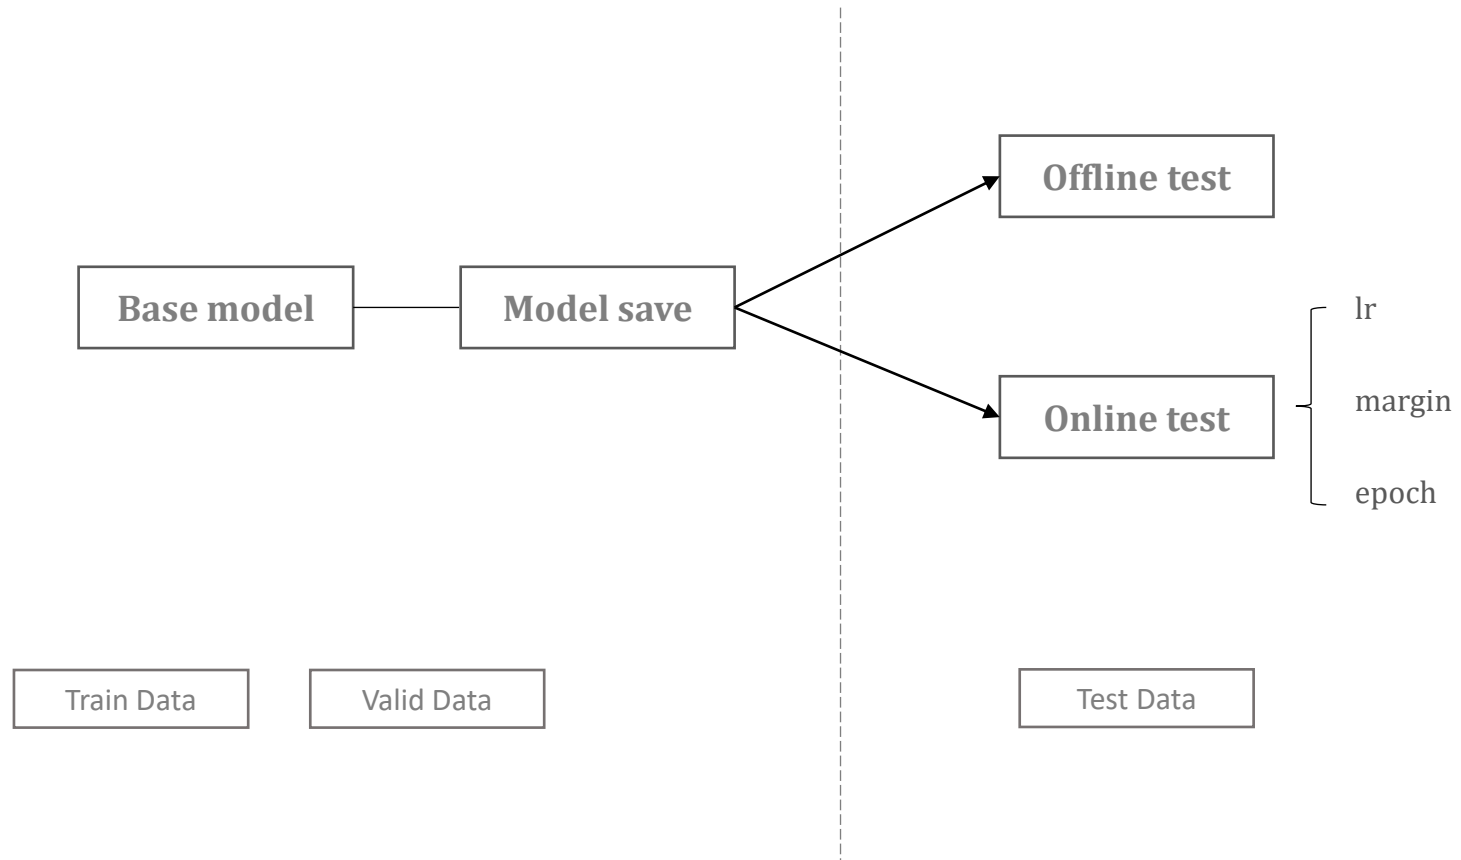 Offline test
Base model
Model save
Online test
lr
margin
epoch
Train Data
Valid Data
Test Data